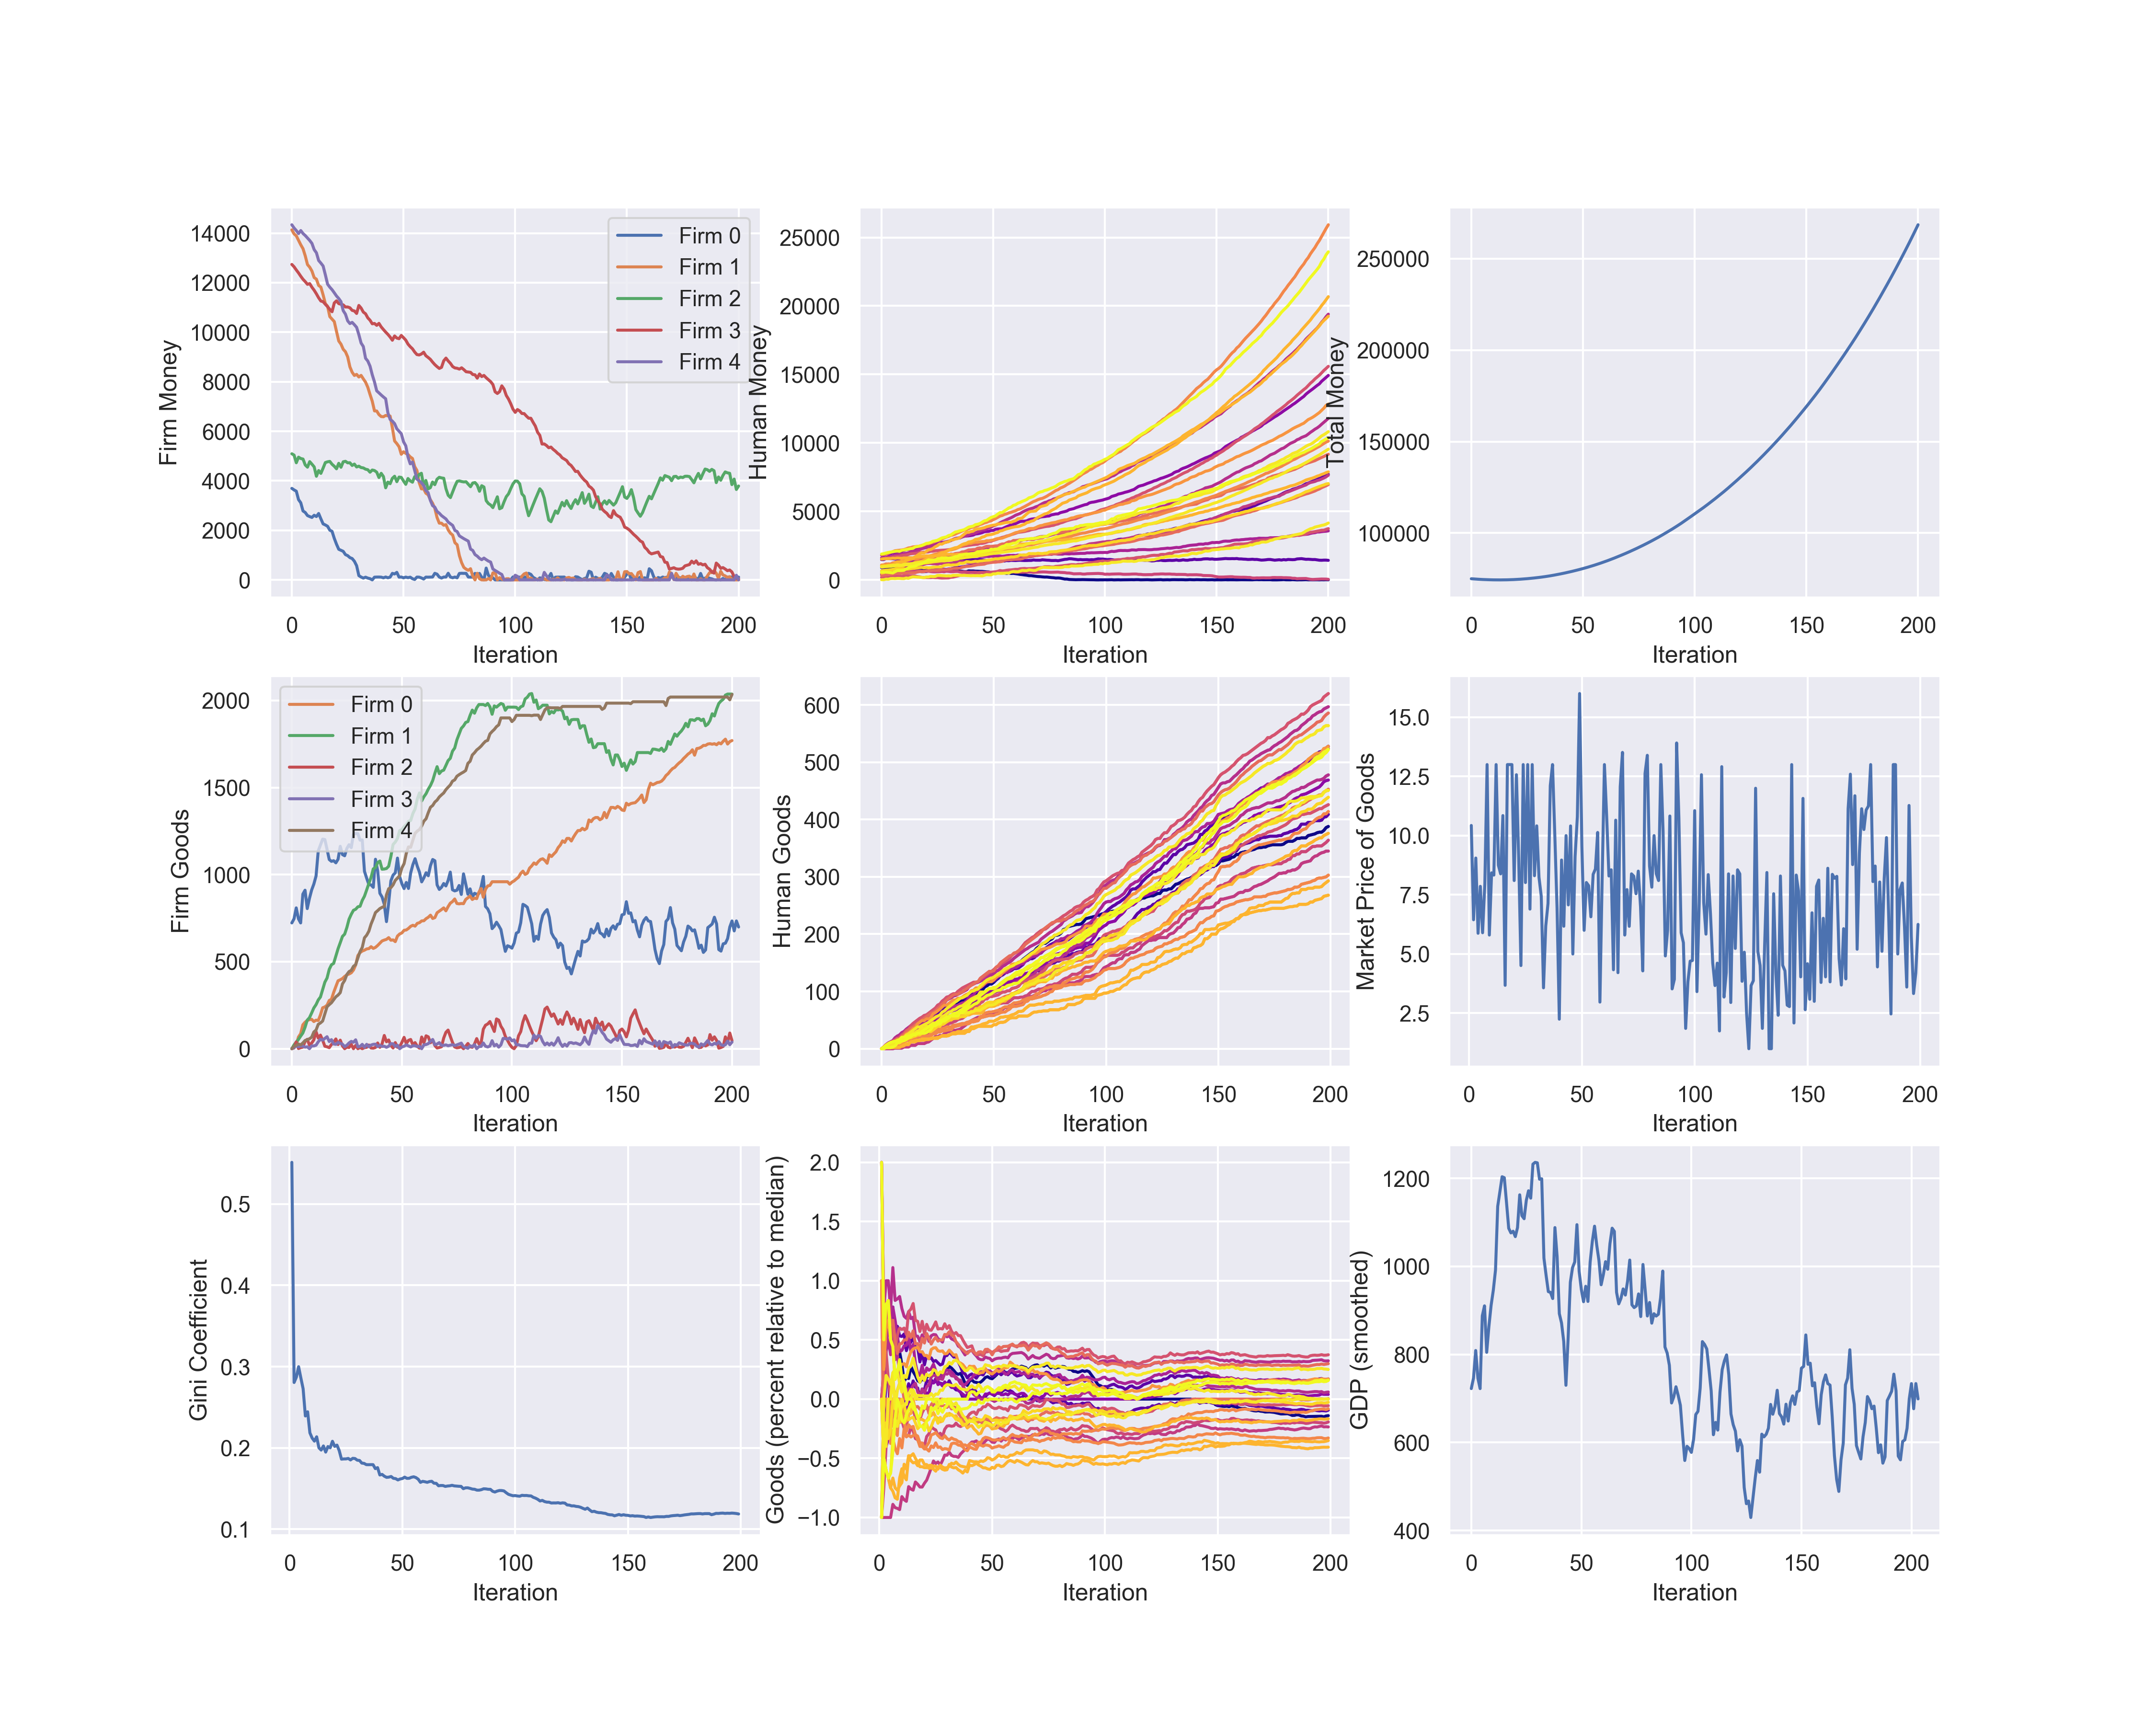 Firm Money
14000
12000
10000
8000
6000
4000
2000
0
Firm 0
Firm 1
Firm 2
Firm 3
Firm 4
0 50 100 150 200
Iteration
Human Money
25000
20000
15000
10000
5000
0
0 50 100 150 200
Iteration
Total Money
250000
200000
150000
100000
0 50 100 150 200
Iteration
Firm Goods
2000
1500
1000
500
0
Firm 0
Firm 1
Firm 2
Firm 3
Firm 4
0 50 100 150 200
Iteration
Human Goods
600
500
400
300
200
100
0
0 50 100 150 200
Iteration
Market Price of Goods
15.0
12.5
10.0
7.5
5.0
2.5
0 50 100 150 200
Iteration
Gini Coefficient
0.5
0.4
0.3
0.2
0.1
0 50 100 150 200
Iteration
Goods (percent relative to median)
2.0
1.5
1.0
0.5
0.0
−0.5
−1.0
0 50 100 150 200
Iteration
GDP (smoothed)
1200
1000
800
600
400
0 50 100 150 200
Iteration